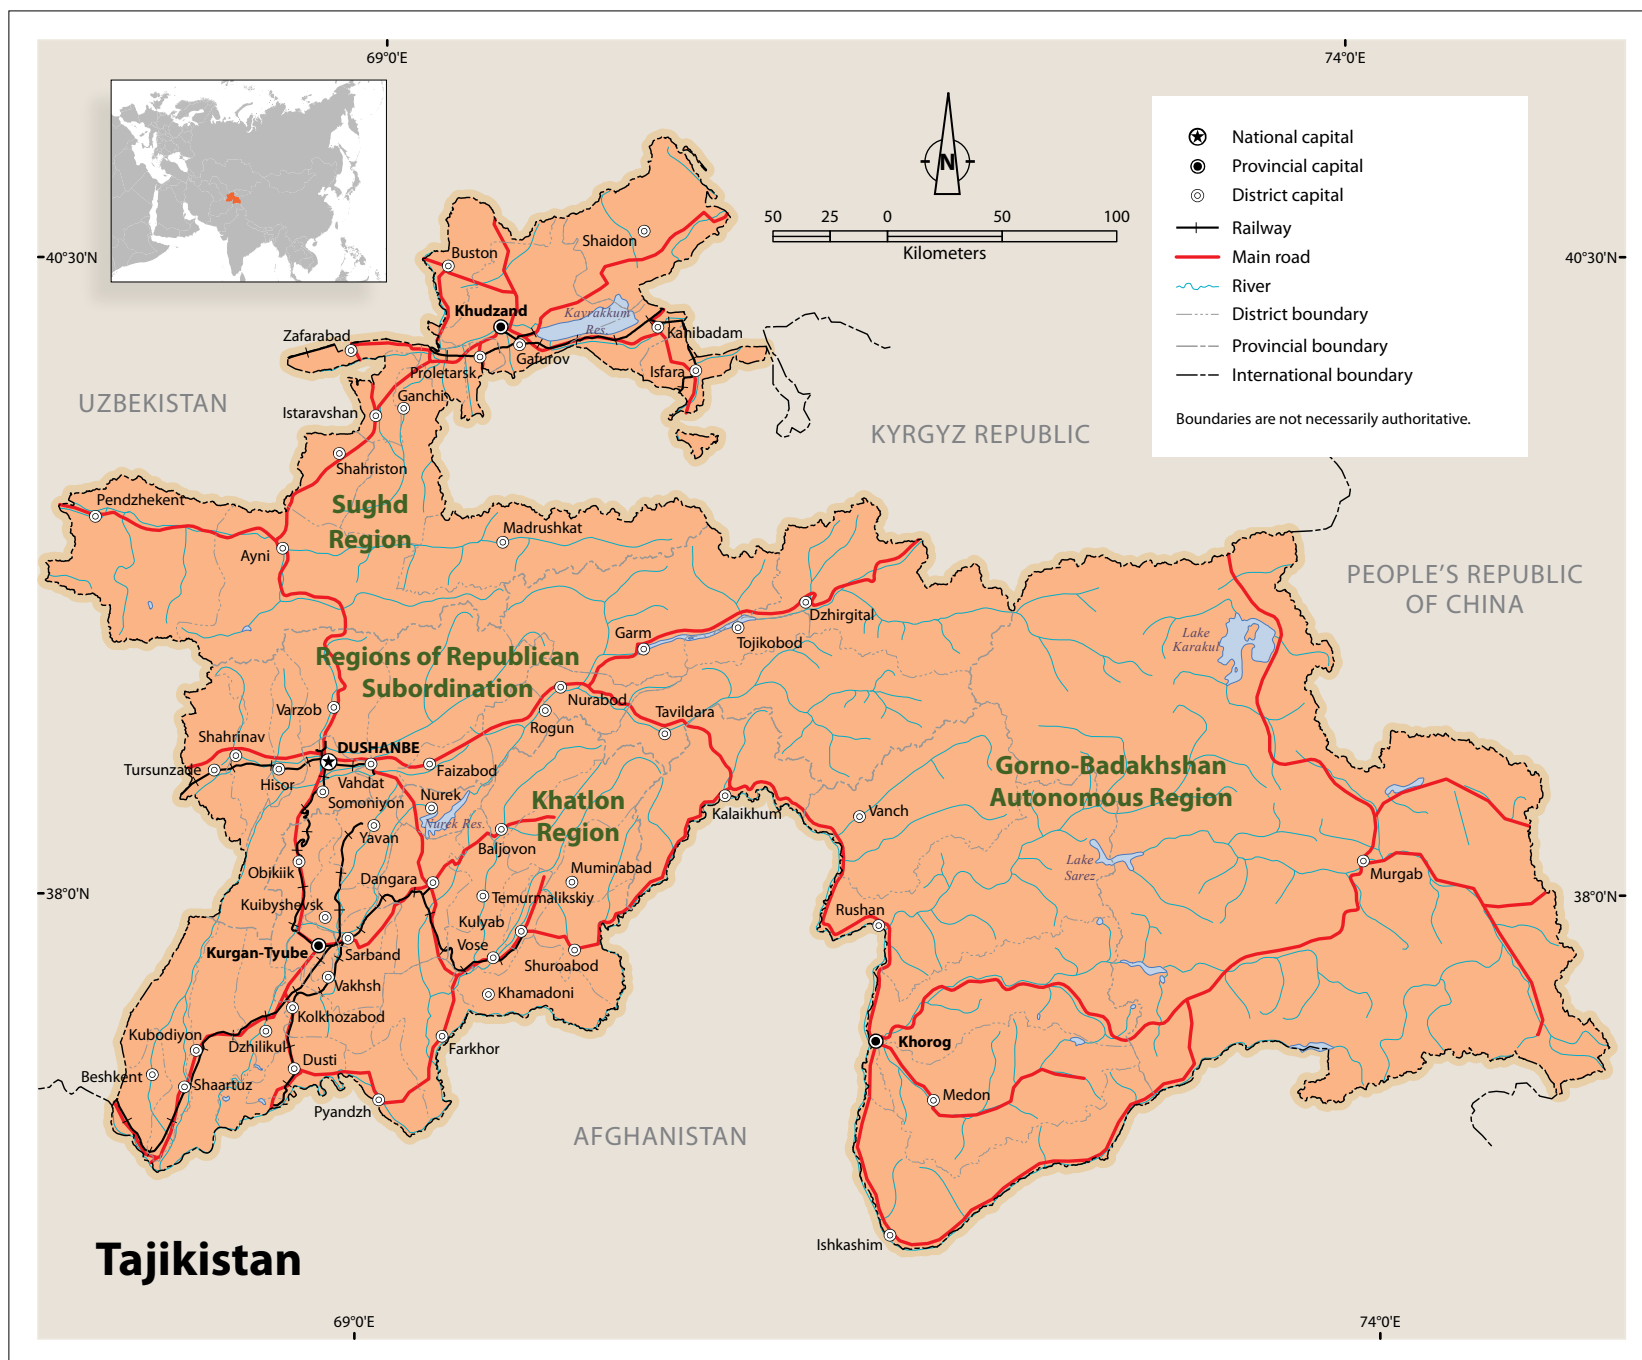 69°0'E
74°0'E
National capital
Provincial capital
District capital
Railway
Main road
River
District boundary
Provincial boundary
International boundary
Boundaries are not necessarily authoritative.
N
50 25 0 50 100
Kilometers
40°30'N
40°30'N
Shaidon
Buston
Khudzand
Kayrakkum
Res.
Zafarabad
Kanibadam
Gafurov
Proletarsk
Isfara
UZBEKISTAN
Ganchi
Istaravshan
KYRGYZ REPUBLIC
Shahriston
Pendzhekent
Sughd
Region
Madrushkat
Ayni
PEOPLE'S REPUBLIC
OF CHINA
Dzhirgital
Garm
Tojikobod
Lake
Karakul
Regions of Republican
Subordination
Nurabod
Varzob
Rogun
Tavildara
Shahrinav
DUSHANBE
Tursunzade
Hisor
Vahdat
Faizabod
Somoniyon
Nurek
Nurek Res.
Khatlon
Region
Gorno-Badakhshan
Autonomous Region
Kalaikhum
Vanch
Yavan
Baljovon
Obikiik
Dangara
Muminabad
Lake
Sarez
Murgab
38°0'N
38°0'N
Kuibyshevsk
Temurmalikskiy
Kulyab
Rushan
Kurgan-Tyube
Sarband
Vose
Shuroabod
Vakhsh
Khamadoni
Kolkhozabod
Kubodiyon
Dzhilikul
Farkhor
Khorog
Dusti
Beshkent
Shaartuz
Medon
Pyandzh
AFGHANISTAN
Ishkashim
Tajikistan
69°0'E
74°0'E